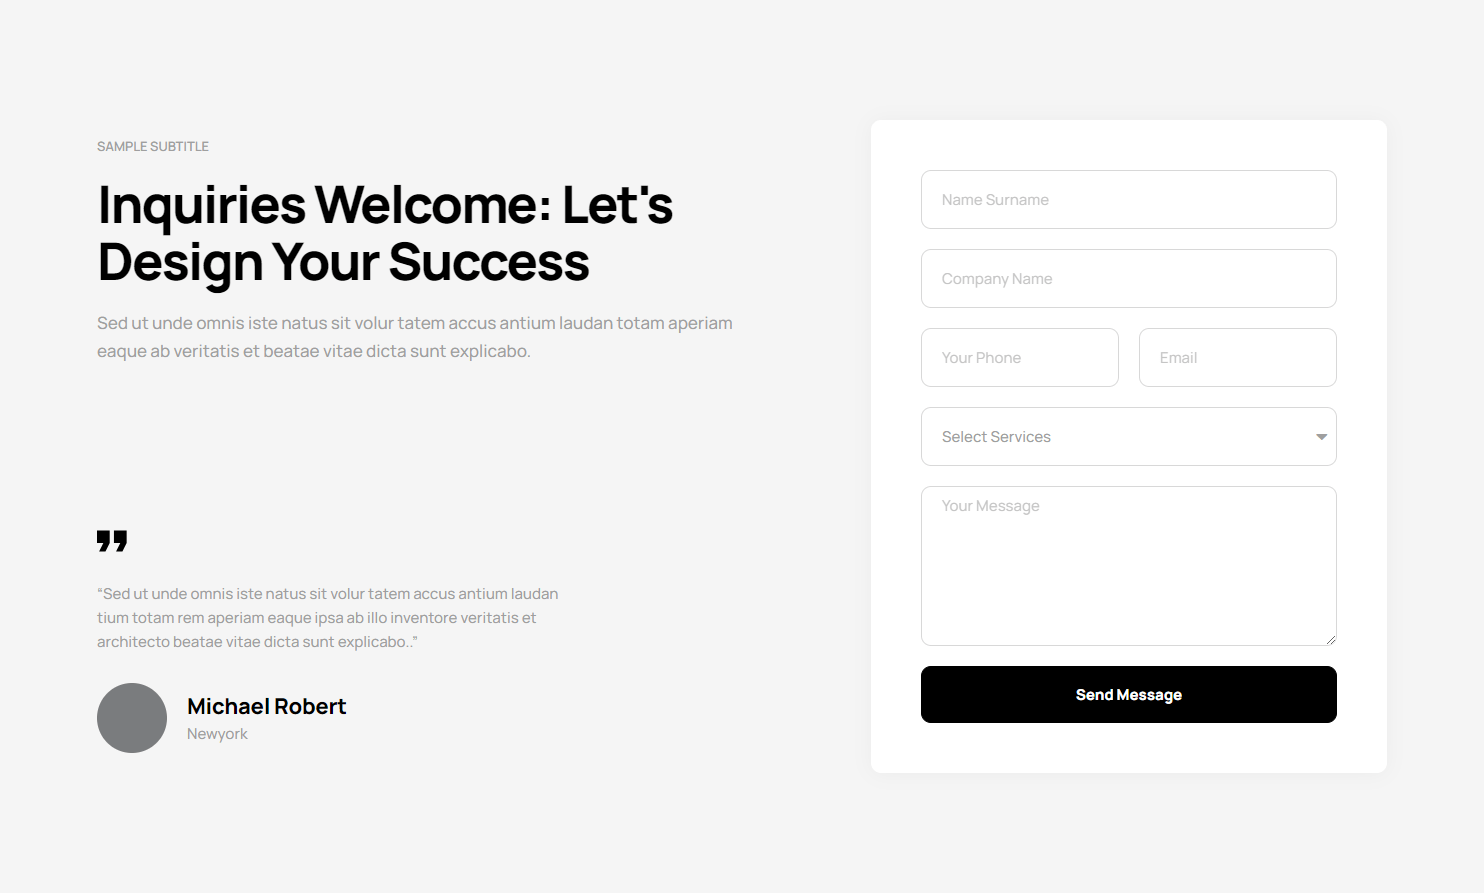 SAMPLE SUBTITLE
Inquiries Welcome: Let's
Design Your Success
Sed ut unde omnis iste natus sit volur tatem accus antium laudan totam aperiam
eaque ab veritatis et beatae vitae dicta sunt explicabo.
“Sed ut unde omnis iste natus sit volur tatem accus antium laudan
tium totam rem aperiam eaque ipsa ab illo inventore veritatis et
architecto beatae vitae dicta sunt explicabo..”
Michael Robert
Newyork
Name Surname
Company Name
Your Phone
Email
Select Services
Your Message
Send Message